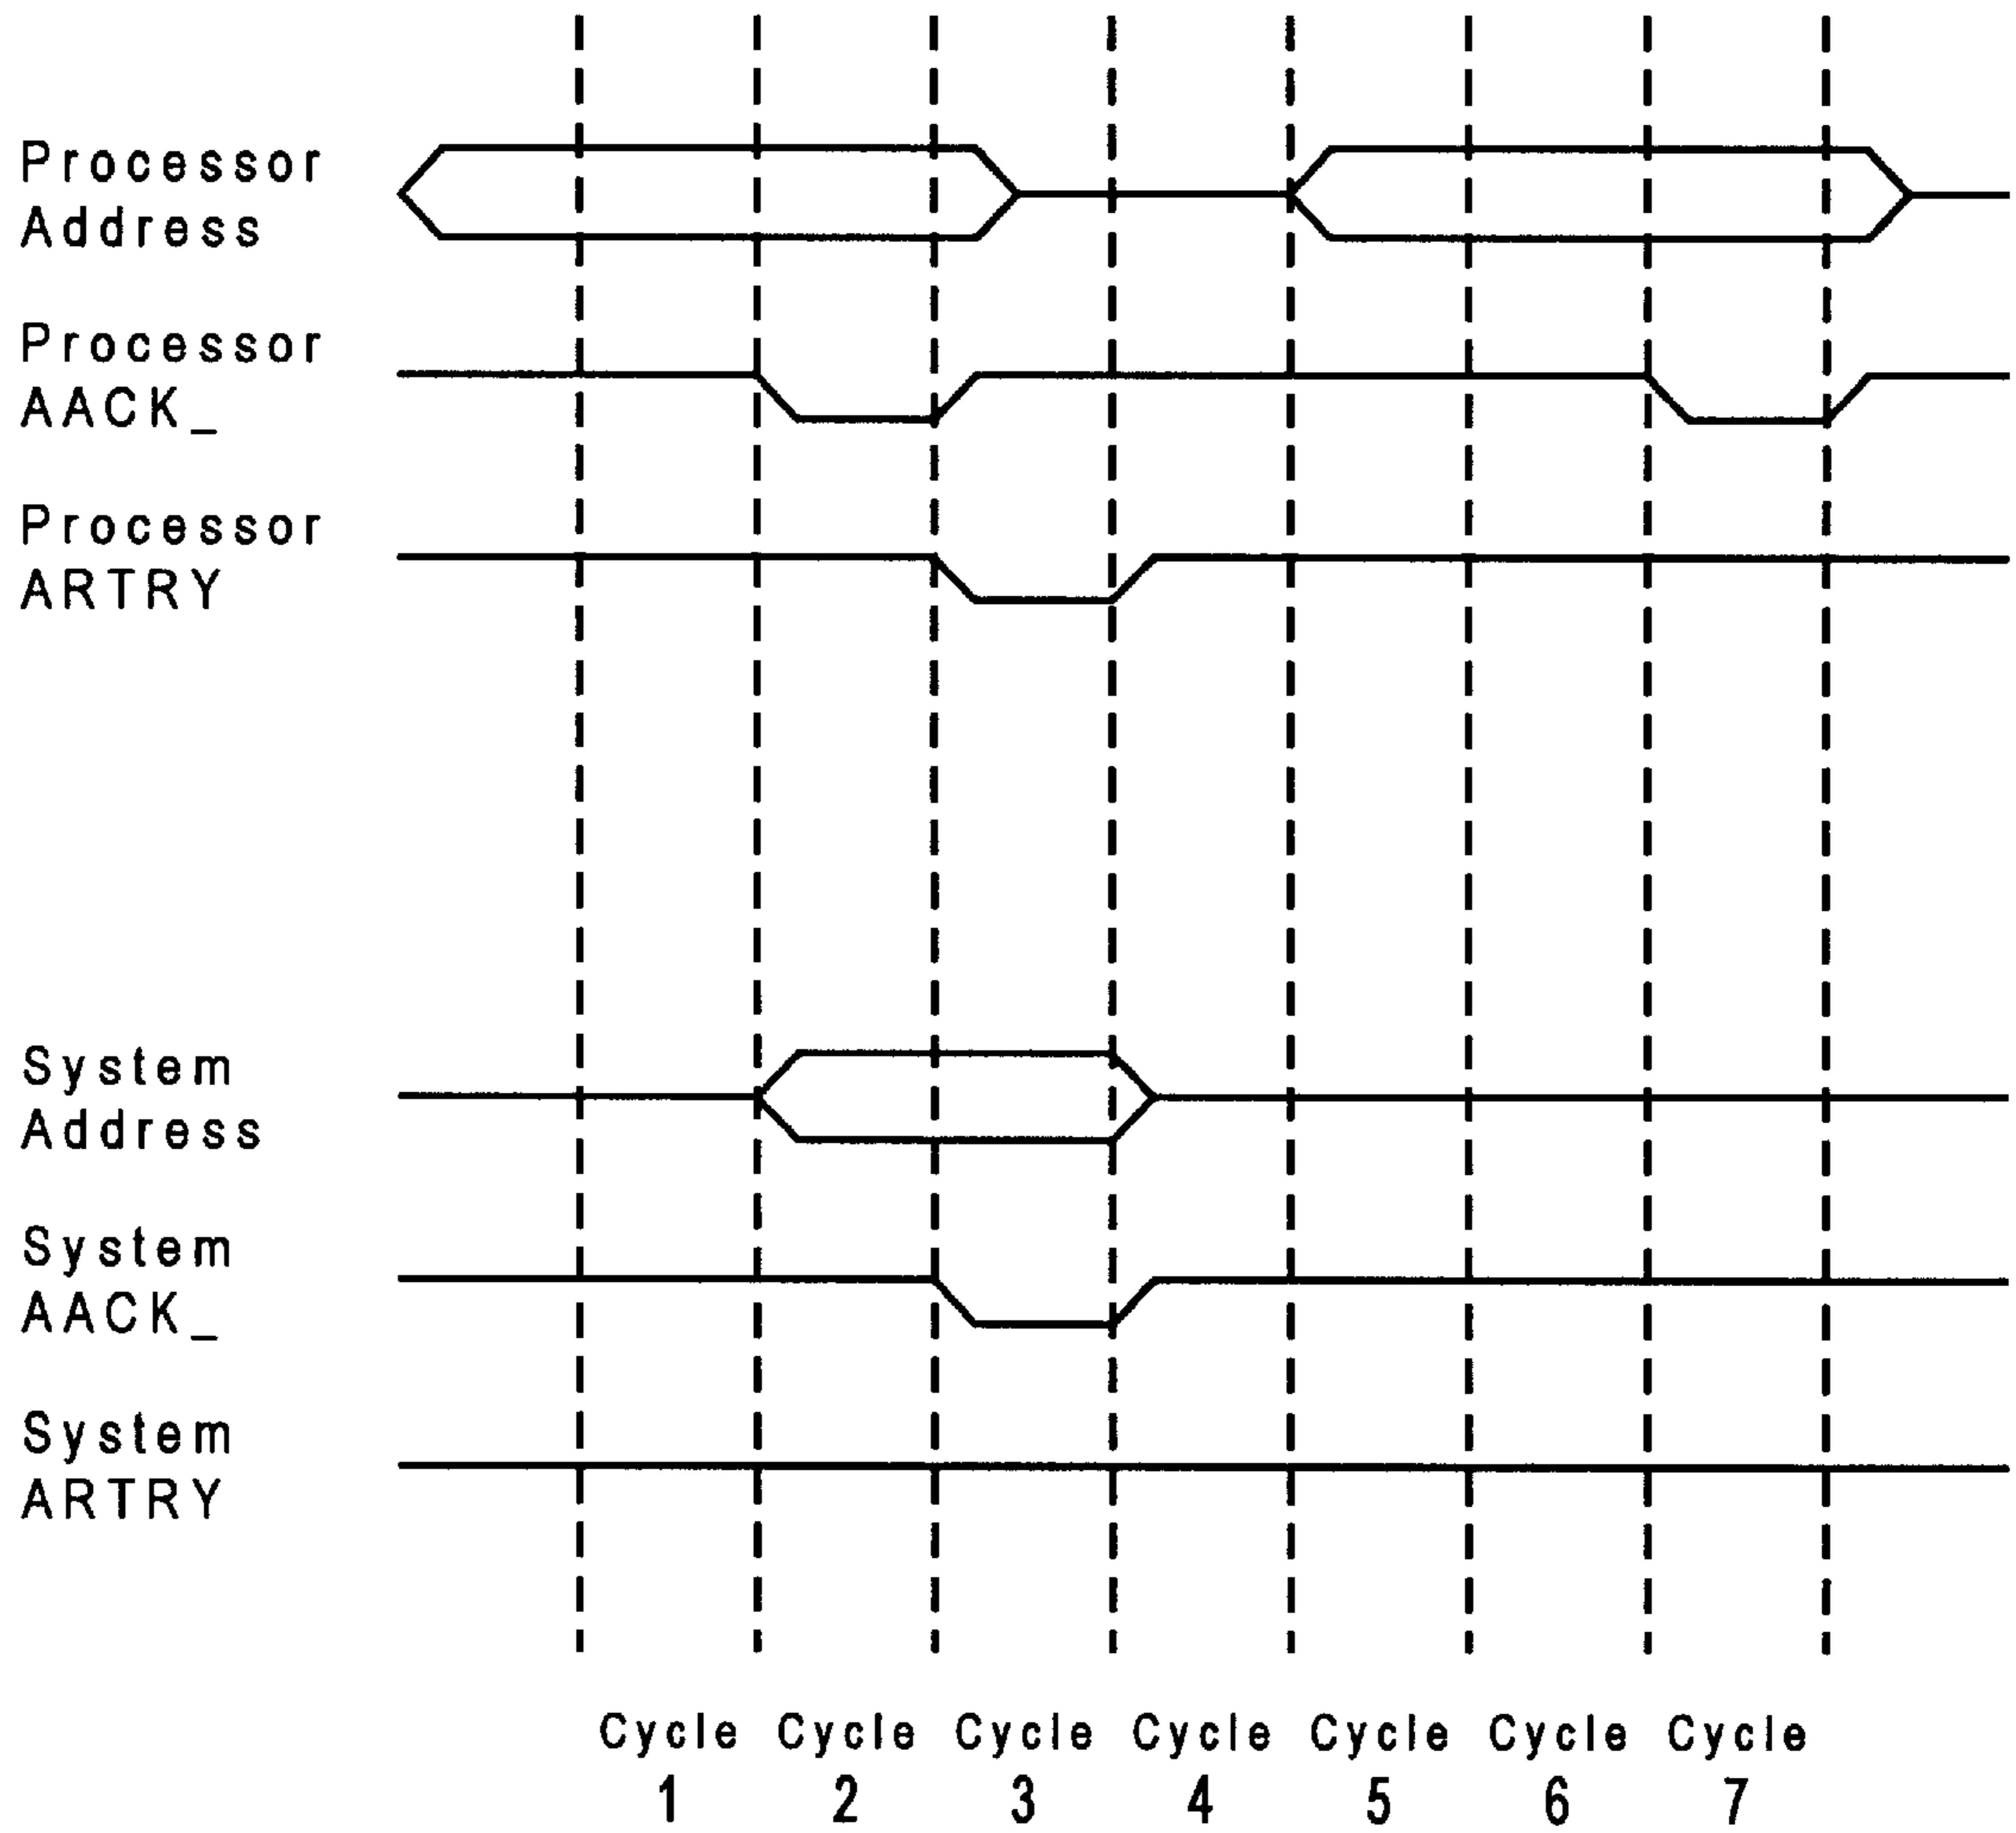 Processor
Address
Processor
AACK_
Processor
ARTRY
System
Address
System
AACK_
System
ARTRY
Cycle Cycle Cycle Cycle Cycle Cycle Cycle
1 2 3 4 5 6 7